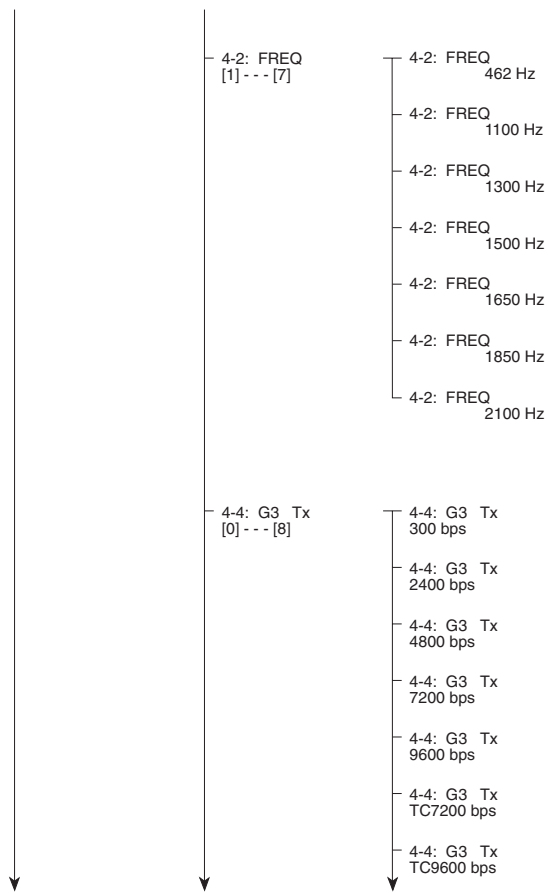 4-2: FREQ
[1] - - - [7]
4-2: FREQ
462 Hz
4-2: FREQ
1100 Hz
4-2: FREQ
1300 Hz
4-2: FREQ
1500 Hz
4-2: FREQ
1650 Hz
4-2: FREQ
1850 Hz
4-2: FREQ
2100 Hz
4-4: G3 Tx
[0] - - - [8]
4-4: G3 Tx
300 bps
4-4: G3 Tx
2400 bps
4-4: G3 Tx
4800 bps
4-4: G3 Tx
7200 bps
4-4: G3 Tx
9600 bps
4-4: G3 Tx
TC7200 bps
4-4: G3 Tx
TC9600 bps